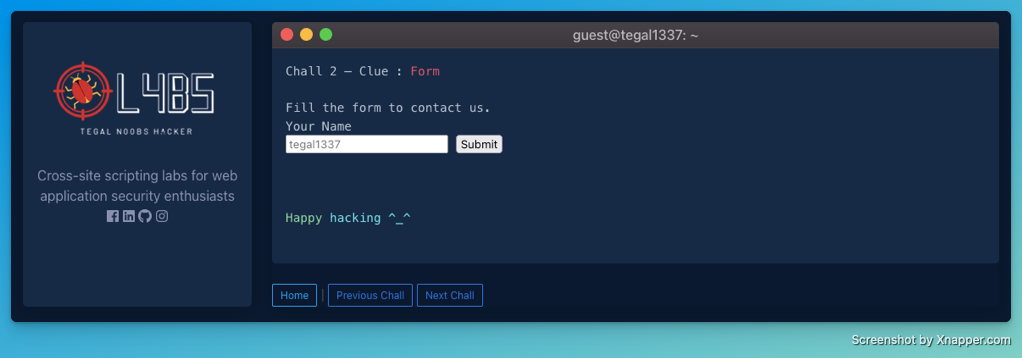 L4B5
TEGAL NOOBS HACKER
Cross-site scripting labs for web
application security enthusiasts
guest@tegal1337: ~
Chall 2 – Clue : Form
Fill the form to contact us.
Your Name
tegal1337 Submit
Happy hacking ^_^
Home | Previous Chall Next Chall
Screenshot by Xnapper.com